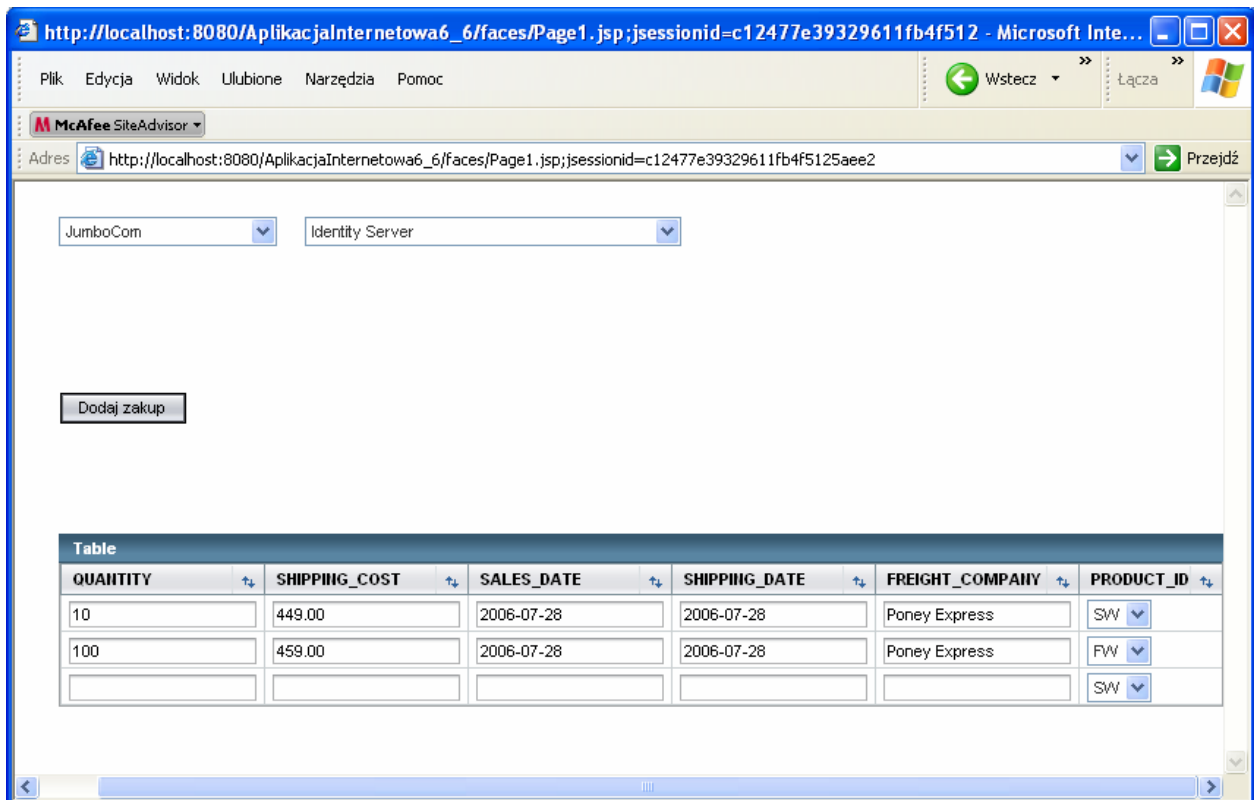 http://localhost:8080/AplikacjaInternetowa6_6/faces/Page1.jsp;jsessionid=c12477e39329611fb4f512 - Microsoft Inte...
Plik Edycja Widok Ulubione Narzędzia Pomoc Wstecz Łącza
McAfee SiteAdvisor
Adres http://localhost:8080/AplikacjaInternetowa6_6/faces/Page1.jsp;jsessionid=c12477e39329611fb4f5125aee2 Przejdź
JumboCom Identity Server
Dodaj zakup
Table
QUANTITY SHIPPING_COST SALES_DATE SHIPPING_DATE FREIGHT_COMPANY PRODUCT_ID
10 449.00 2006-07-28 2006-07-28 Poney Express SW
100 459.00 2006-07-28 2006-07-28 Poney Express FW
SW